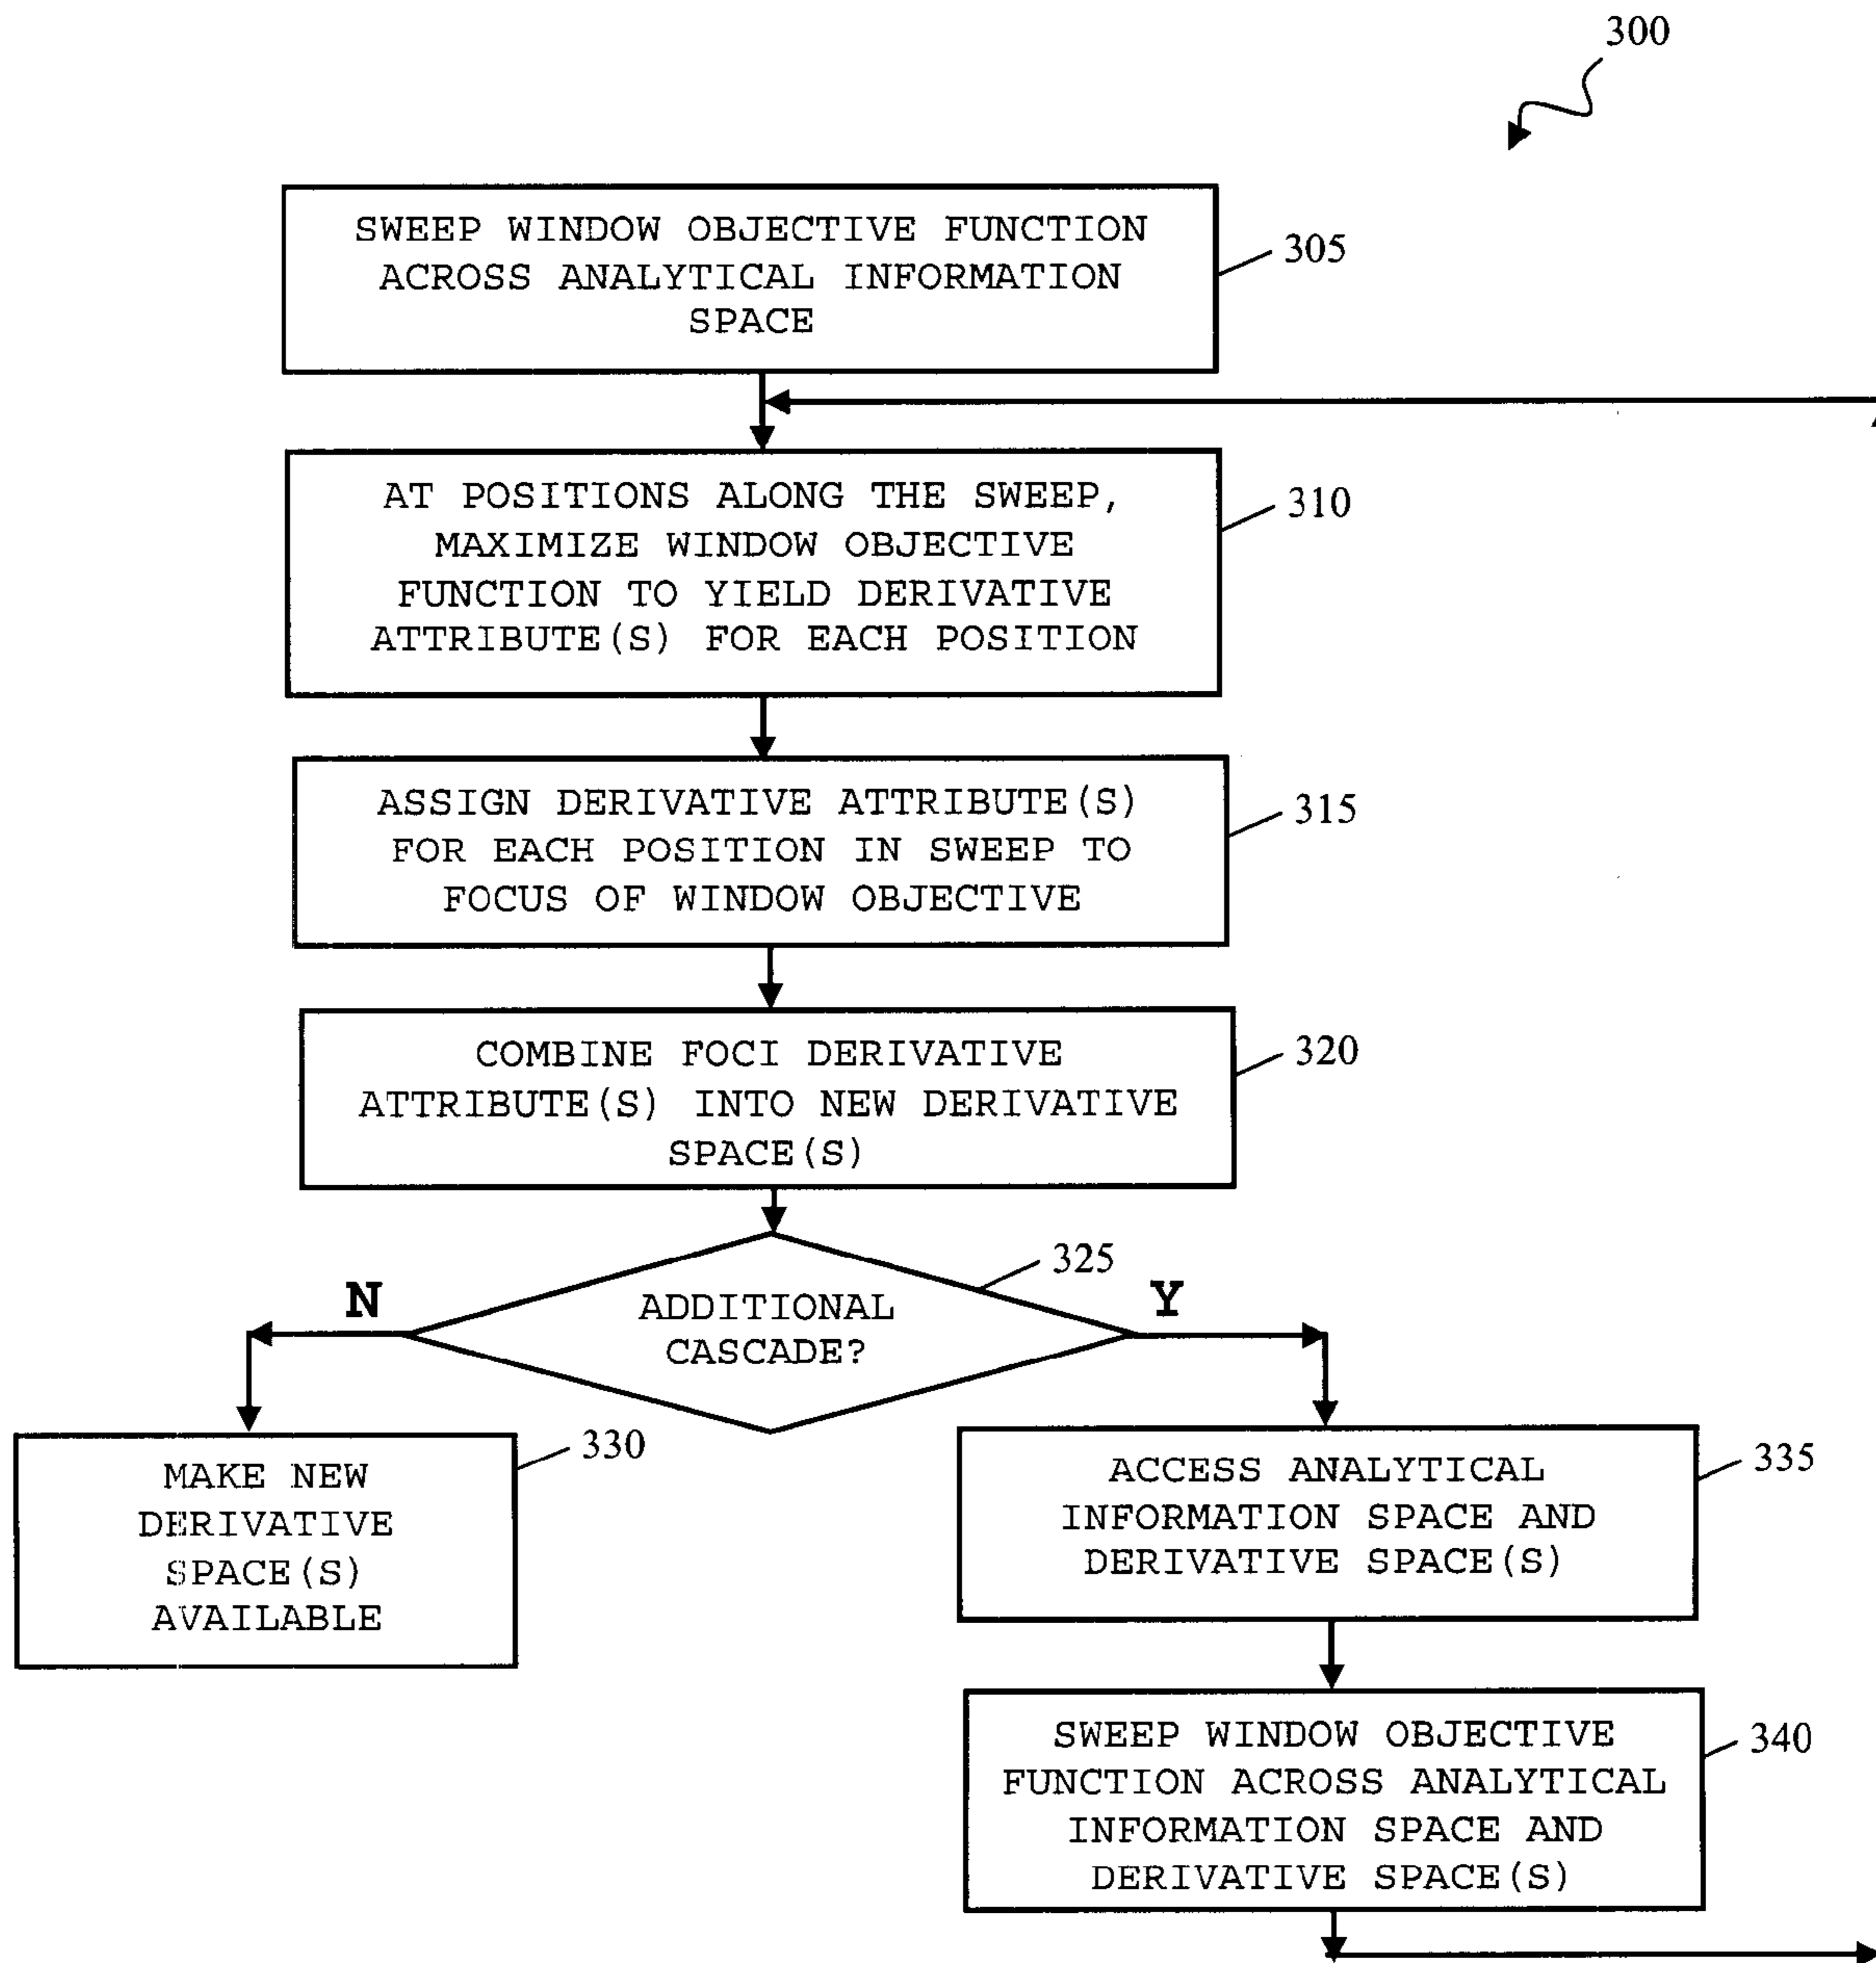 300
SWEEP WINDOW OBJECTIVE FUNCTION
ACROSS ANALYTICAL INFORMATION
SPACE
305
AT POSITIONS ALONG THE SWEEP,
MAXIMIZE WINDOW OBJECTIVE
FUNCTION TO YIELD DERIVATIVE
ATTRIBUTE(S) FOR EACH POSITION
310
ASSIGN DERIVATIVE ATTRIBUTE(S)
FOR EACH POSITION IN SWEEP TO
FOCUS OF WINDOW OBJECTIVE
315
COMBINE FOCI DERIVATIVE
ATTRIBUTE(S) INTO NEW DERIVATIVE
SPACE(S)
320
325
N
ADDITIONAL
CASCADE?
Y
MAKE NEW
DERIVATIVE
SPACE(S)
AVAILABLE
330
ACCESS ANALYTICAL
INFORMATION SPACE AND
DERIVATIVE SPACE(S)
335
SWEEP WINDOW OBJECTIVE
FUNCTION ACROSS ANALYTICAL
INFORMATION SPACE AND
DERIVATIVE SPACE(S)
340